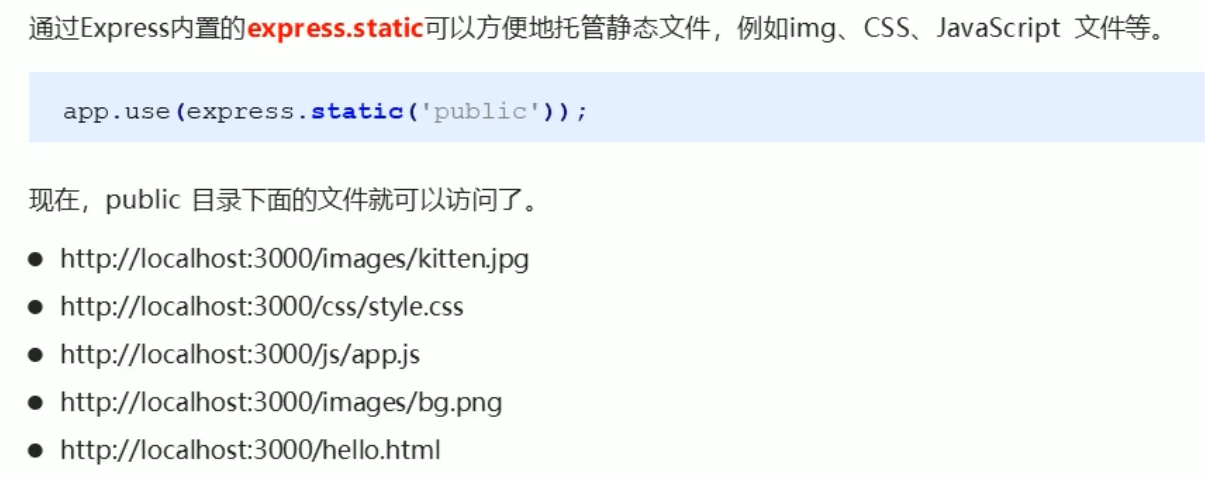 通过Express内置的express.static可以方便地托管静态文件，例如img、CSS、JavaScript 文件等。
app.use(express.static('public'));
现在，public 目录下面的文件就可以访问了。
● http://localhost:3000/images/kitten.jpg
● http://localhost:3000/css/style.css
● http://localhost:3000/js/app.js
● http://localhost:3000/images/bg.png
● http://localhost:3000/hello.html